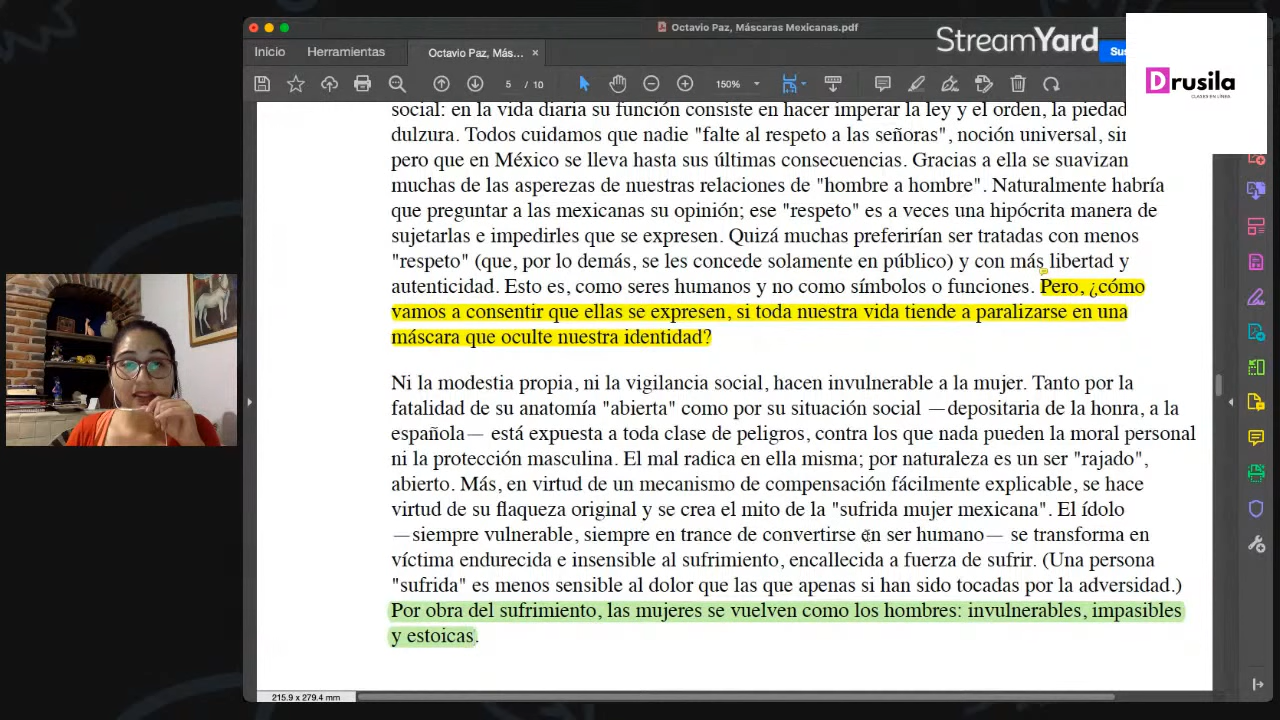 Octavio Paz, Máscaras Mexicanas.pdf
StreamYard
Drusila
CLASES EN LÍNEA
Inicio
Herramientas
Octavio Paz, Más...
×
5 / 10
150%
social: en la vida diaria su función consiste en hacer imperar la ley y el orden, la piedad
dulzura. Todos cuidamos que nadie "falte al respeto a las señoras", noción universal,
pero que en México se lleva hasta sus últimas consecuencias. Gracias a ella se suavizan
muchas de las asperezas de nuestras relaciones de "hombre a hombre". Naturalmente habría
que preguntar a las mexicanas su opinión; ese "respeto" es a veces una hipócrita manera de
sujetarlas e impedirles que se expresen. Quizá muchas preferirían ser tratadas con menos
"respeto" (que, por lo demás, se les concede solamente en público) y con más libertad y
autenticidad. Esto es, como seres humanos y no como símbolos o funciones. Pero, ¿cómo
vamos a consentir que ellas se expresen, si toda nuestra vida tiende a paralizarse en una
máscara que oculte nuestra identidad?
Ni la modestia propia, ni la vigilancia social, hacen invulnerable a la mujer. Tanto por la
fatalidad de su anatomía "abierta" como por su situación social —depositaria de la honra, a la
española— está expuesta a toda clase de peligros, contra los que nada pueden la moral personal
ni la protección masculina. El mal radica en ella misma; por naturaleza es un ser "rajado",
abierto. Más, en virtud de un mecanismo de compensación fácilmente explicable, se hace
virtud de su flaqueza original y se crea el mito de la "sufrida mujer mexicana". El ídolo
—siempre vulnerable, siempre en trance de convertirse en ser humano— se transforma en
víctima endurecida e insensible al sufrimiento, encallecida a fuerza de sufrir. (Una persona
"sufrida" es menos sensible al dolor que las que apenas si han sido tocadas por la adversidad.)
Por obra del sufrimiento, las mujeres se vuelven como los hombres: invulnerables, impasibles
y estoicas.
215.9 x 279.4 mm